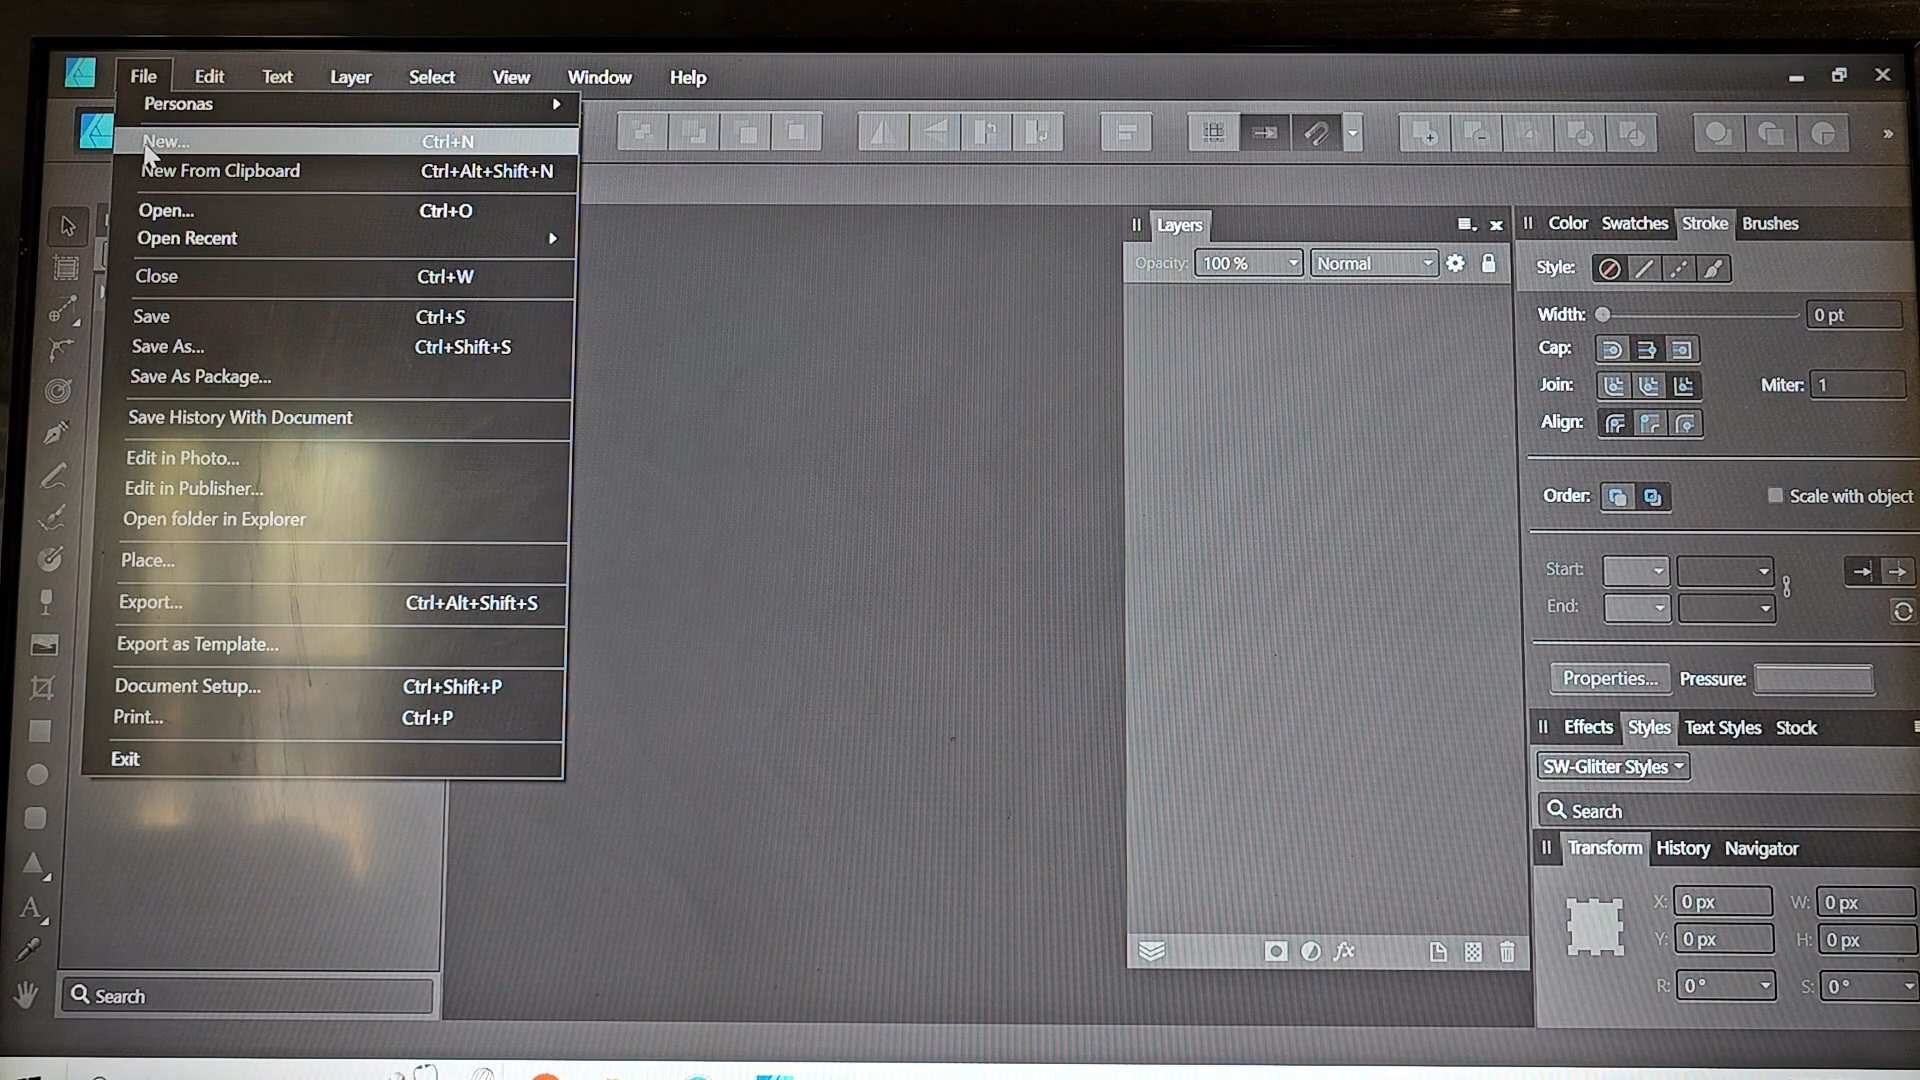 File Edit Text Layer Select View Window Help
Personas
New... Ctrl+N
New From Clipboard Ctrl+Alt+Shift+N
Open... Ctrl+O
Open Recent
Close Ctrl+W
Save Ctrl+S
Save As... Ctrl+Shift+S
Save As Package...
Save History With Document
Edit in Photo...
Edit in Publisher...
Open folder in Explorer
Place...
Export... Ctrl+Alt+Shift+S
Export as Template...
Document Setup... Ctrl+Shift+P
Print... Ctrl+P
Exit
Search
Layers
Opacity: 100 % Normal
Color Swatches Stroke Brushes
Style:
Width: 0 pt
Cap:
Join: Miter: 1
Align:
Order: Scale with object
Start:
End:
Properties... Pressure:
Effects Styles Text Styles Stock
SW-Glitter Styles
Search
Transform History Navigator
X: 0 px W: 0 px
Y: 0 px H: 0 px
R: 0 ° S: 0 °